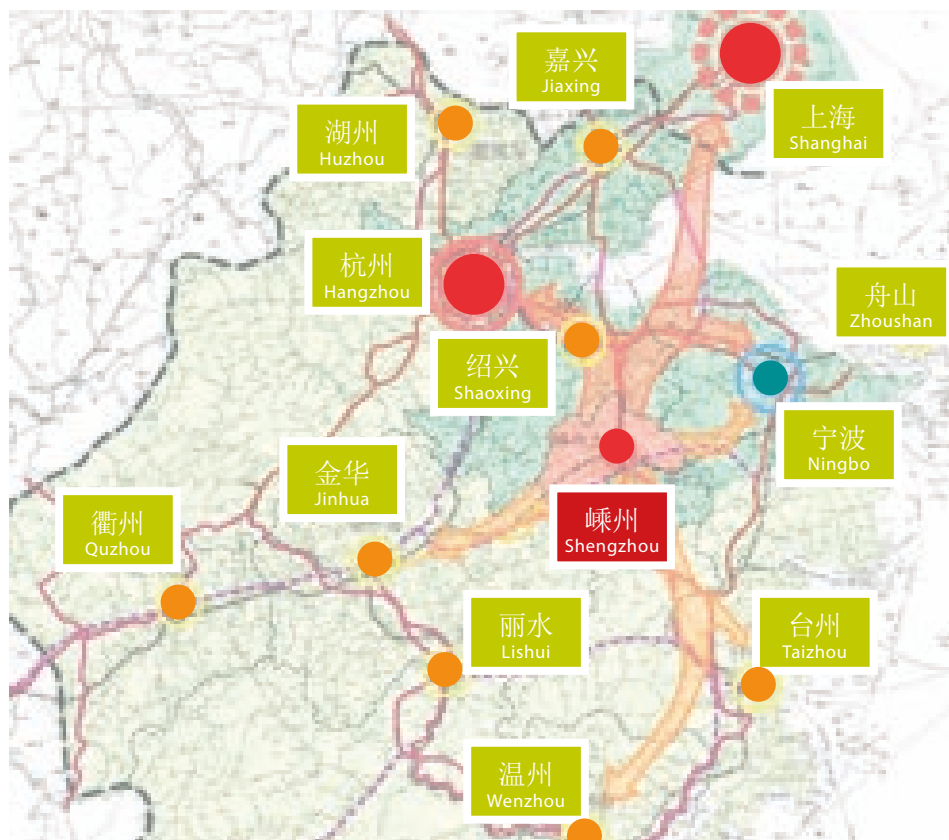 嘉兴
Jiaxing
上海
Shanghai
湖州
Huzhou
杭州
Hangzhou
舟山
Zhoushan
绍兴
Shaoxing
宁波
Ningbo
金华
Jinhua
衢州
Quzhou
嵊州
Shengzhou
丽水
Lishui
台州
Taizhou
温州
Wenzhou